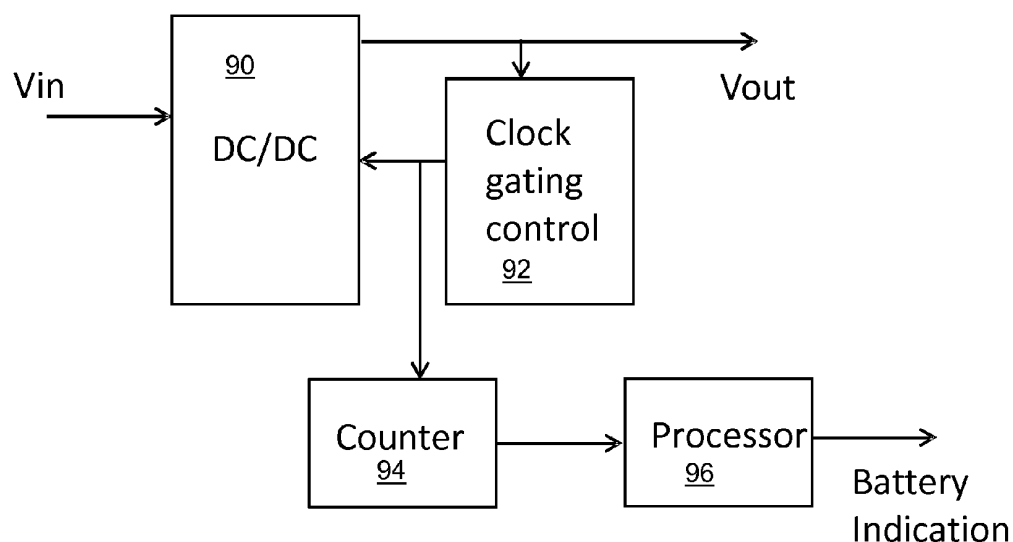 90
Vin
DC/DC
Vout
Clock
gating
control
92
Counter
94
Processor
96
Battery
Indication